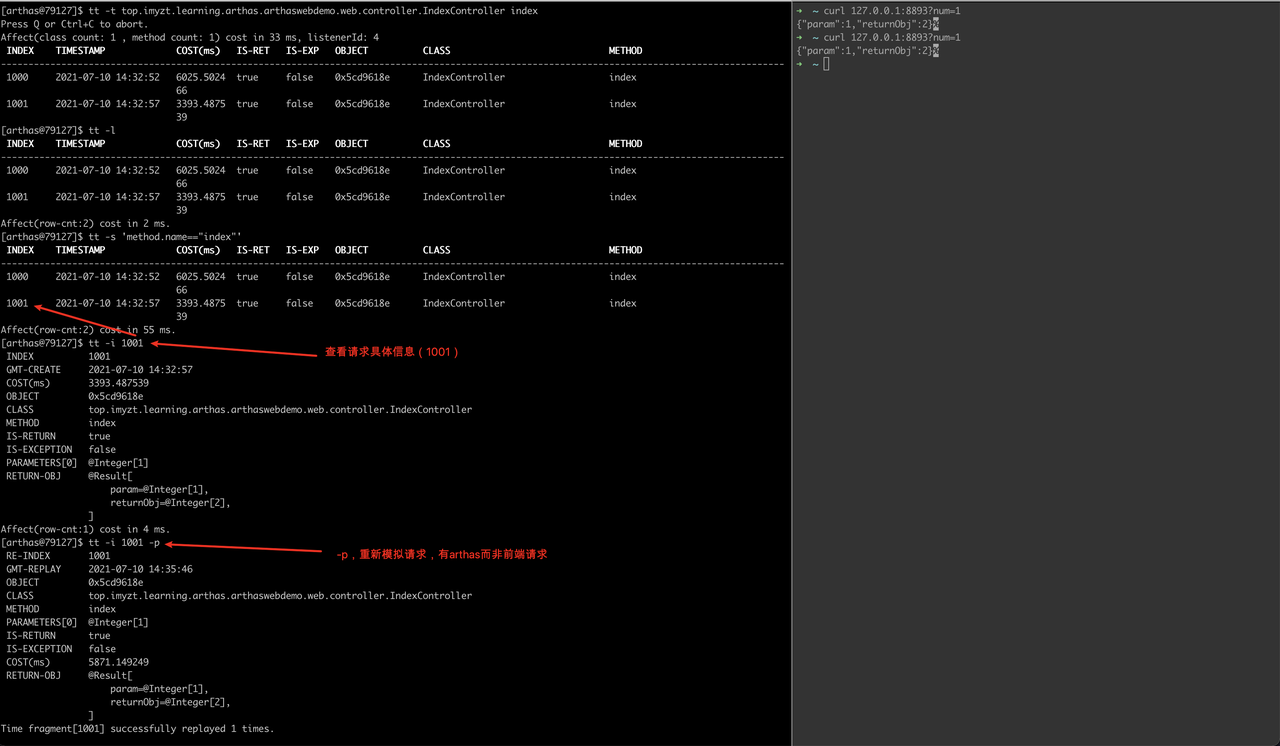 [arthas@79127]$ tt -t top.imyzt.learning.arthas.arthaswebdemo.web.controller.IndexController index
Press Q or Ctrl+C to abort.
Affect(class count: 1 , method count: 1) cost in 33 ms, listenerId: 4
INDEX TIMESTAMP COST(ms) IS-RET IS-EXP OBJECT CLASS METHOD
1000 2021-07-10 14:32:52 6025.5024 true false 0x5cd9618e IndexController index
66
1001 2021-07-10 14:32:57 3393.4875 true false 0x5cd9618e IndexController index
39
[arthas@79127]$ tt -l
INDEX TIMESTAMP COST(ms) IS-RET IS-EXP OBJECT CLASS METHOD
1000 2021-07-10 14:32:52 6025.5024 true false 0x5cd9618e IndexController index
66
1001 2021-07-10 14:32:57 3393.4875 true false 0x5cd9618e IndexController index
39
Affect(row-cnt:2) cost in 2 ms.
[arthas@79127]$ tt -s 'method.name=="index"'
INDEX TIMESTAMP COST(ms) IS-RET IS-EXP OBJECT CLASS METHOD
1000 2021-07-10 14:32:52 6025.5024 true false 0x5cd9618e IndexController index
66
1001 2021-07-10 14:32:57 3393.4875 true false 0x5cd9618e IndexController index
39
Affect(row-cnt:2) cost in 55 ms.
[arthas@79127]$ tt -i 1001
查看请求具体信息（1001）
INDEX 1001
GMT-CREATE 2021-07-10 14:32:57
COST(ms) 3393.487539
OBJECT 0x5cd9618e
CLASS top.imyzt.learning.arthas.arthaswebdemo.web.controller.IndexController
METHOD index
IS-RETURN true
IS-EXCEPTION false
PARAMETERS[0] @Integer[1]
RETURN-OBJ @Result[
param=@Integer[1],
returnObj=@Integer[2],
]
Affect(row-cnt:1) cost in 4 ms.
[arthas@79127]$ tt -i 1001 -p
-p，重新模拟请求，有arthas而非前端请求
RE-INDEX 1001
GMT-REPLAY 2021-07-10 14:35:46
OBJECT 0x5cd9618e
CLASS top.imyzt.learning.arthas.arthaswebdemo.web.controller.IndexController
METHOD index
PARAMETERS[0] @Integer[1]
IS-RETURN true
IS-EXCEPTION false
COST(ms) 5871.149249
RETURN-OBJ @Result[
param=@Integer[1],
returnObj=@Integer[2],
]
Time fragment[1001] successfully replayed 1 times.
➜ ~ curl 127.0.0.1:8893?num=1
{"param":1,"returnObj":2}%
➜ ~ curl 127.0.0.1:8893?num=1
{"param":1,"returnObj":2}%
➜ ~